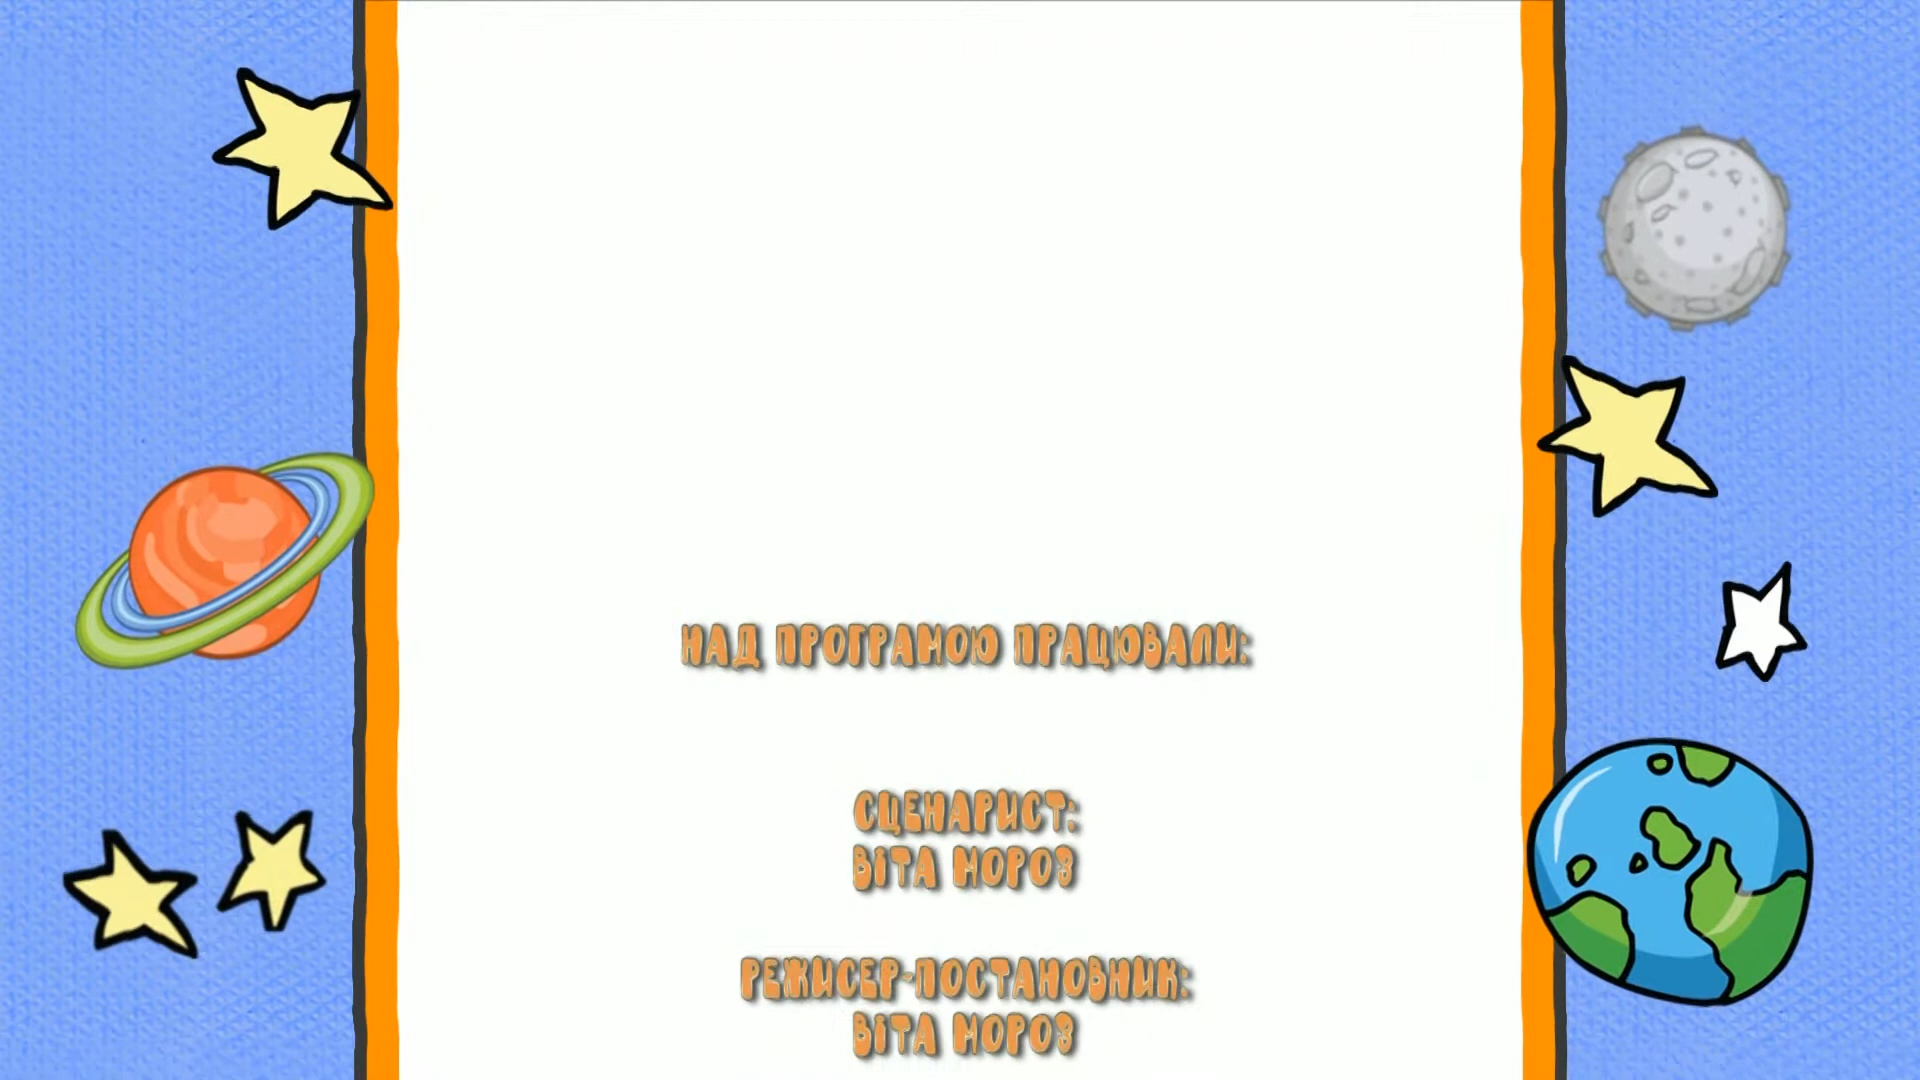 НАД ПРОГРАМОЮ ПРАЦЮВАЛИ:
СЦЕНАРИСТ:
ВІТА МОРОЗ
РЕЖИСЕР-ПОСТАНОВНИК:
ВІТА МОРОЗ